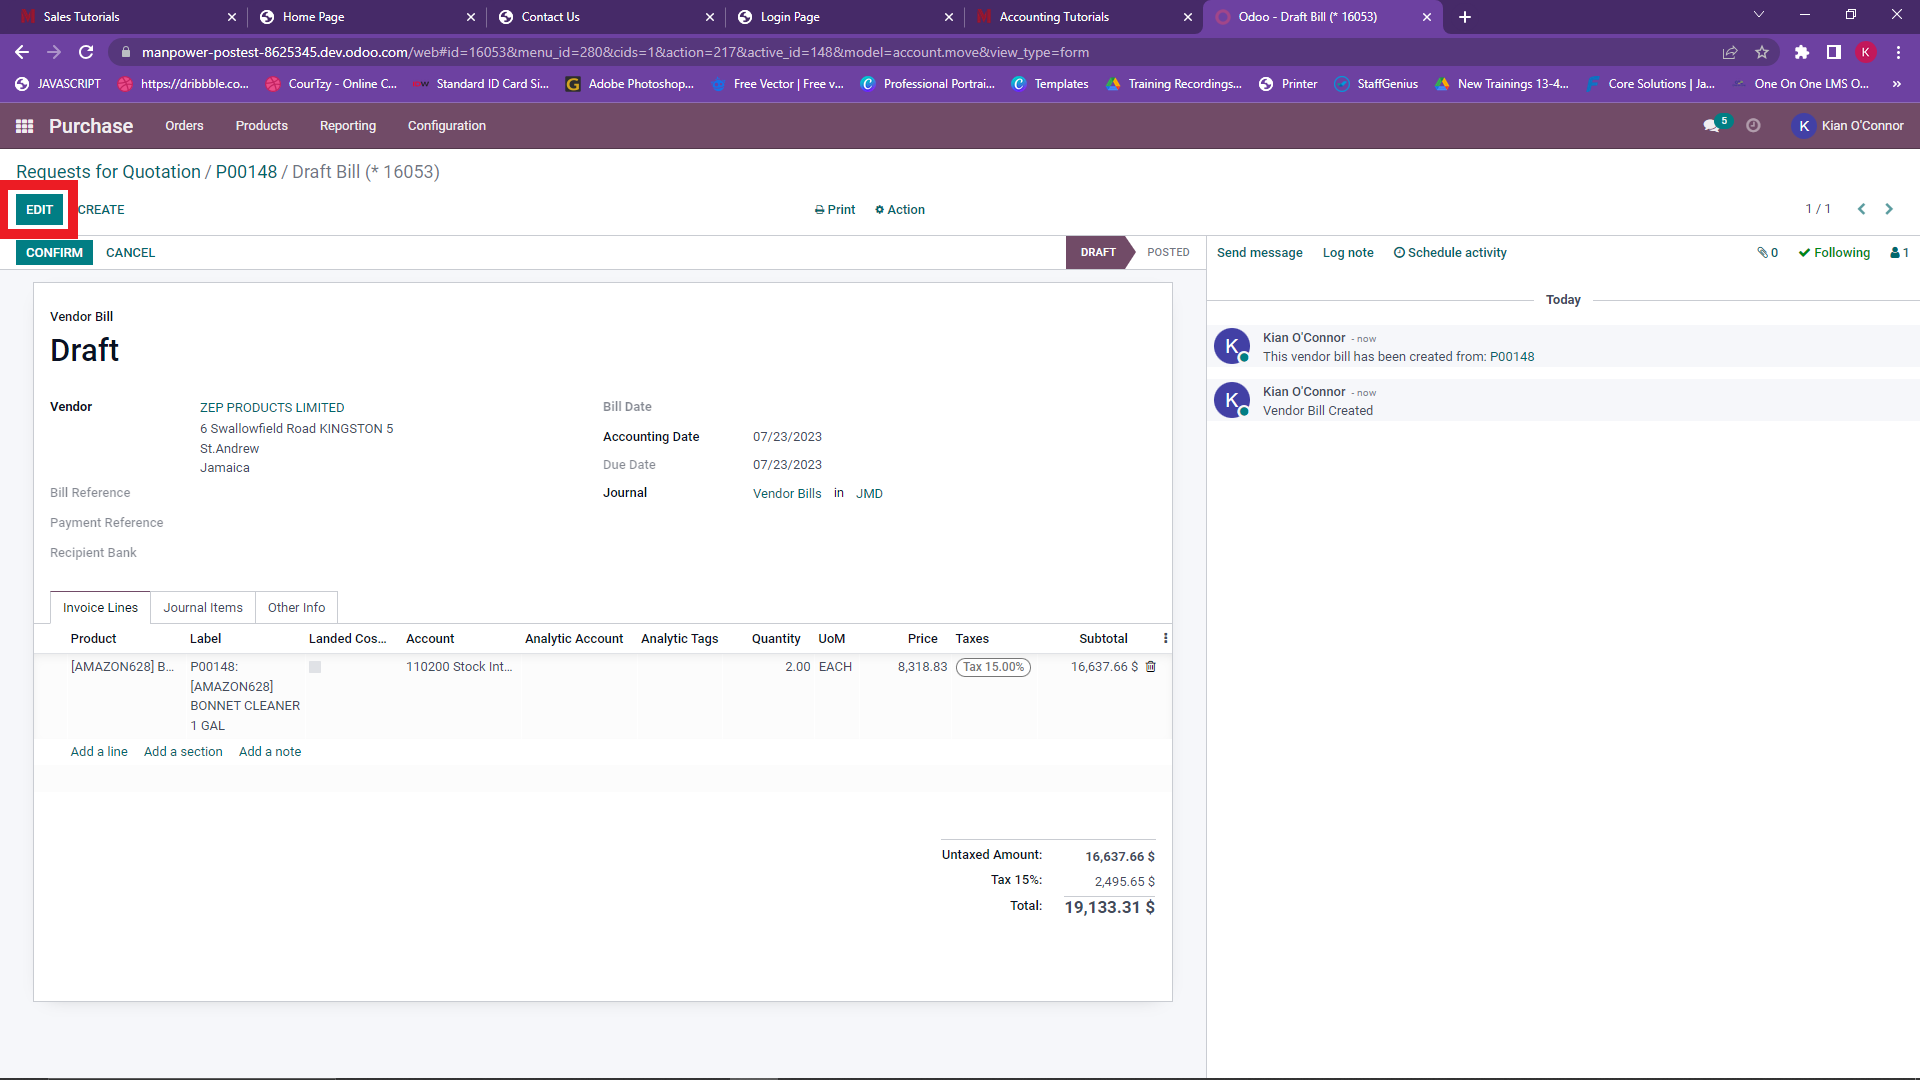 Sales Tutorials
Home Page
Contact Us
Login Page
Accounting Tutorials
Odoo - Draft Bill (* 16053)
manpower-postest-8625345.dev.odoo.com/web#id=16053&menu_id=280&cids=1&action=217&active_id=148&model=account.move&view_type=form
K
JAVASCRIPT
https://dribbble.co...
CourTzy - Online C...
Standard ID Card Si...
Adobe Photoshop...
Free Vector | Free v...
Professional Portrai...
Templates
Training Recordings...
Printer
StaffGenius
New Trainings 13-4...
Core Solutions | Ja...
One On One LMS O...
»
Purchase
Orders
Products
Reporting
Configuration
5
K
Kian O'Connor
Requests for Quotation / P00148 / Draft Bill (* 16053)
EDIT
CREATE
Print
Action
1 / 1
CONFIRM
CANCEL
DRAFT
POSTED
Send message
Log note
Schedule activity
0
Following
1
Vendor Bill
Draft
Vendor
ZEP PRODUCTS LIMITED
6 Swallowfield Road KINGSTON 5
St.Andrew
Jamaica
Bill Reference
Payment Reference
Recipient Bank
Bill Date
Accounting Date 07/23/2023
Due Date 07/23/2023
Journal Vendor Bills in JMD
Today
K
Kian O'Connor - now
This vendor bill has been created from: P00148
K
Kian O'Connor - now
Vendor Bill Created
Invoice Lines
Journal Items
Other Info
Product Label Landed Cos... Account Analytic Account Analytic Tags Quantity UoM Price Taxes Subtotal
[AMAZON628] B... P00148: 110200 Stock Int... 2.00 EACH 8,318.83 Tax 15.00% 16,637.66 $
[AMAZON628]
BONNET CLEANER
1 GAL
Add a line Add a section Add a note
Untaxed Amount: 16,637.66 $
Tax 15%: 2,495.65 $
Total: 19,133.31 $